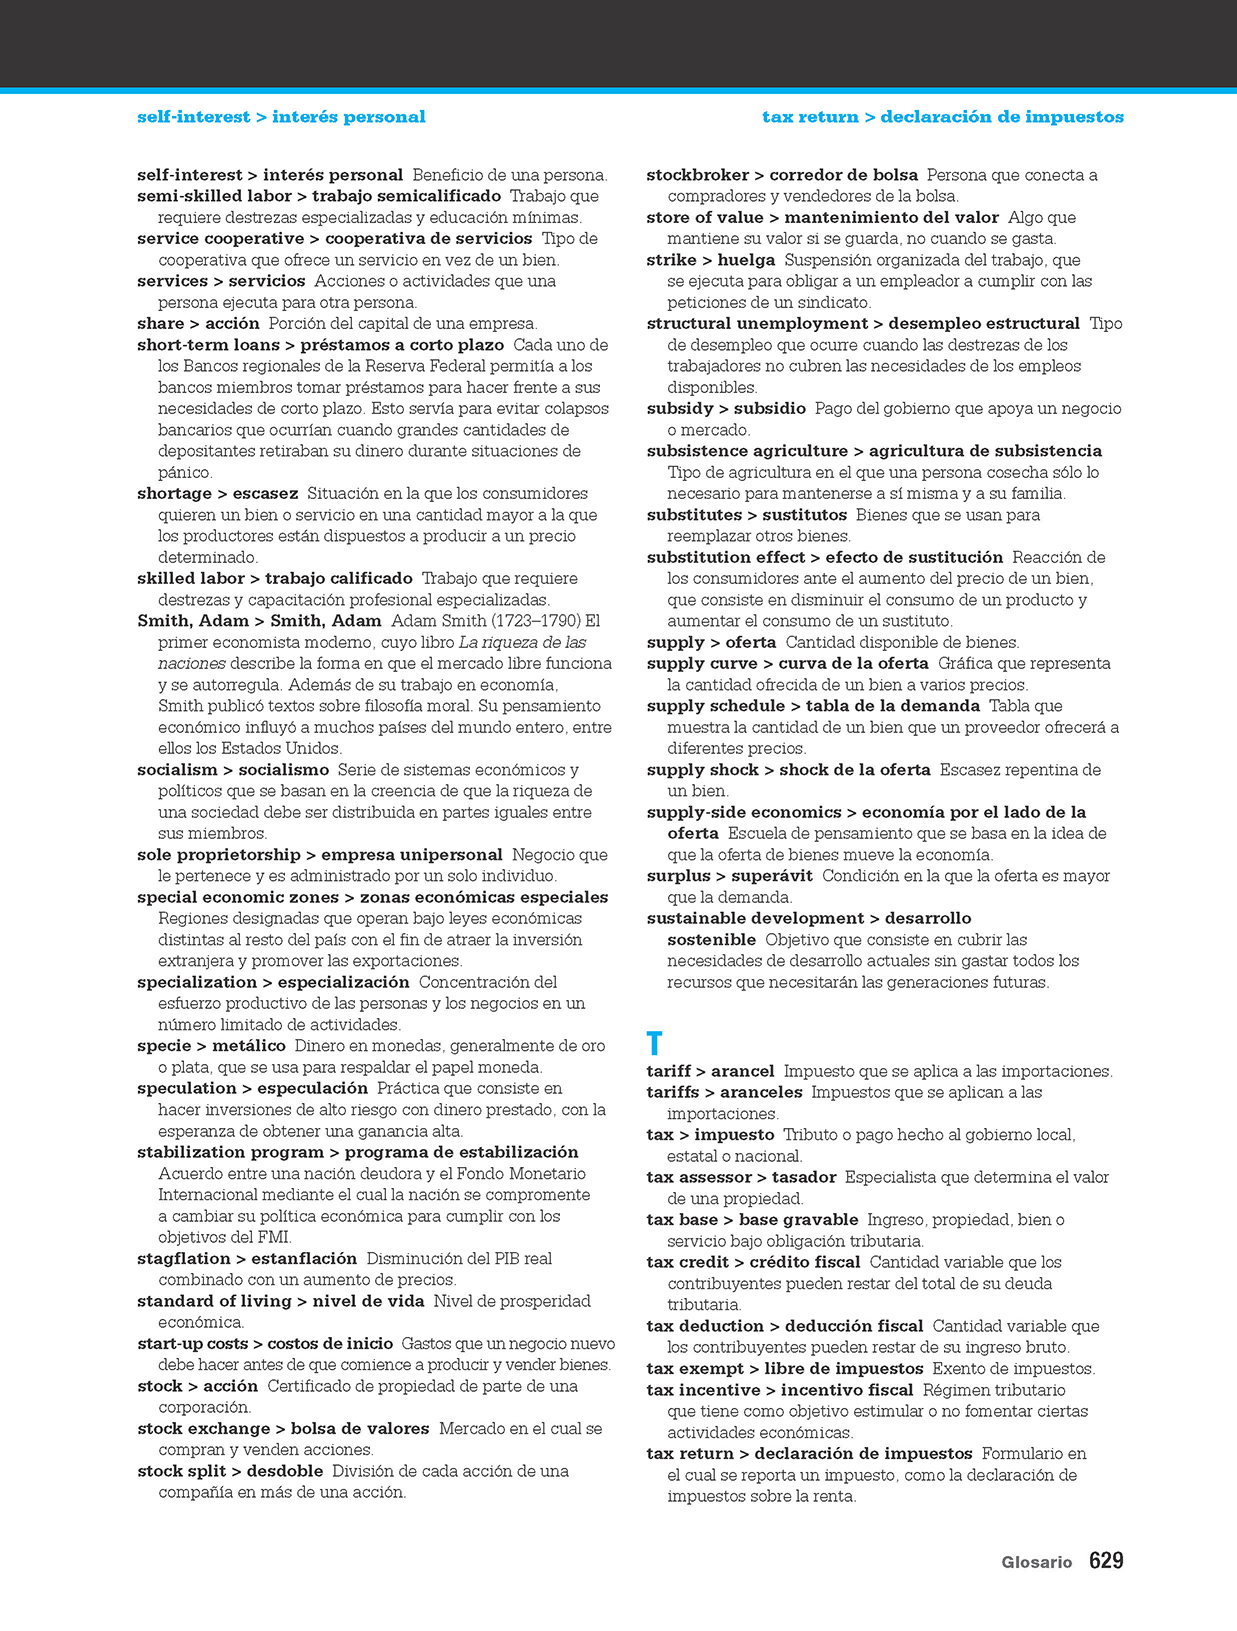 self-interest > interés personal
tax return > declaración de impuestos
self-interest > interés personal Beneficio de una persona.
semi-skilled labor > trabajo semicalificado Trabajo que
requiere destrezas especializadas y educación mínimas.
service cooperative > cooperativa de servicios Tipo de
cooperativa que ofrece un servicio en vez de un bien.
services > servicios Acciones o actividades que una
persona ejecuta para otra persona.
share > acción Porción del capital de una empresa.
short-term loans > préstamos a corto plazo Cada uno de
los Bancos regionales de la Reserva Federal permitía a los
bancos miembros tomar préstamos para hacer frente a sus
necesidades de corto plazo. Esto servía para evitar colapsos
bancarios que ocurrían cuando grandes cantidades de
depositantes retiraban su dinero durante situaciones de
pánico.
shortage > escasez Situación en la que los consumidores
quieren un bien o servicio en una cantidad mayor a la que
los productores están dispuestos a producir a un precio
determinado.
skilled labor > trabajo calificado Trabajo que requiere
destrezas y capacitación profesional especializadas.
Smith, Adam > Smith, Adam Adam Smith (1723–1790) El
primer economista moderno, cuyo libro La riqueza de las
naciones describe la forma en que el mercado libre funciona
y se autorregula. Además de su trabajo en economía,
Smith publicó textos sobre filosofía moral. Su pensamiento
económico influyó a muchos países del mundo entero, entre
ellos los Estados Unidos.
socialism > socialismo Serie de sistemas económicos y
políticos que se basan en la creencia de que la riqueza de
una sociedad debe ser distribuida en partes iguales entre
sus miembros.
sole proprietorship > empresa unipersonal Negocio que
le pertenece y es administrado por un solo individuo.
special economic zones > zonas económicas especiales
Regiones designadas que operan bajo leyes económicas
distintas al resto del país con el fin de atraer la inversión
extranjera y promover las exportaciones.
specialization > especialización Concentración del
esfuerzo productivo de las personas y los negocios en un
número limitado de actividades.
specie > metálico Dinero en monedas, generalmente de oro
o plata, que se usa para respaldar el papel moneda.
speculation > especulación Práctica que consiste en
hacer inversiones de alto riesgo con dinero prestado, con la
esperanza de obtener una ganancia alta.
stabilization program > programa de estabilización
Acuerdo entre una nación deudora y el Fondo Monetario
Internacional mediante el cual la nación se compromente
a cambiar su política económica para cumplir con los
objetivos del FMI.
stagflation > estanflación Disminución del PIB real
combinado con un aumento de precios.
standard of living > nivel de vida Nivel de prosperidad
económica.
start-up costs > costos de inicio Gastos que un negocio nuevo
debe hacer antes de que comience a producir y vender bienes.
stock > acción Certificado de propiedad de parte de una
corporación.
stock exchange > bolsa de valores Mercado en el cual se
compran y venden acciones.
stock split > desdoble División de cada acción de una
compañía en más de una acción.
stockbroker > corredor de bolsa Persona que conecta a
compradores y vendedores de la bolsa.
store of value > mantenimiento del valor Algo que
mantiene su valor si se guarda, no cuando se gasta.
strike > huelga Suspensión organizada del trabajo, que
se ejecuta para obligar a un empleador a cumplir con las
peticiones de un sindicato.
structural unemployment > desempleo estructural Tipo
de desempleo que ocurre cuando las destrezas de los
trabajadores no cubren las necesidades de los empleos
disponibles.
subsidy > subsidio Pago del gobierno que apoya un negocio
o mercado.
subsistence agriculture > agricultura de subsistencia
Tipo de agricultura en el que una persona cosecha sólo lo
necesario para mantenerse a sí misma y a su familia.
substitutes > sustitutos Bienes que se usan para
reemplazar otros bienes.
substitution effect > efecto de sustitución Reacción de
los consumidores ante el aumento del precio de un bien,
que consiste en disminuir el consumo de un producto y
aumentar el consumo de un sustituto.
supply > oferta Cantidad disponible de bienes.
supply curve > curva de la oferta Gráfica que representa
la cantidad ofrecida de un bien a varios precios.
supply schedule > tabla de la demanda Tabla que
muestra la cantidad de un bien que un proveedor ofrecerá a
diferentes precios.
supply shock > shock de la oferta Escasez repentina de
un bien.
supply-side economics > economía por el lado de la
oferta Escuela de pensamiento que se basa en la idea de
que la oferta de bienes mueve la economía.
surplus > superávit Condición en la que la oferta es mayor
que la demanda.
sustainable development > desarrollo
sostenible Objetivo que consiste en cubrir las
necesidades de desarrollo actuales sin gastar todos los
recursos que necesitarán las generaciones futuras.
T
tariff > arancel Impuesto que se aplica a las importaciones.
tariffs > aranceles Impuestos que se aplican a las
importaciones.
tax > impuesto Tributo o pago hecho al gobierno local,
estatal o nacional.
tax assessor > tasador Especialista que determina el valor
de una propiedad.
tax base > base gravable Ingreso, propiedad, bien o
servicio bajo obligación tributaria.
tax credit > crédito fiscal Cantidad variable que los
contribuyentes pueden restar del total de su deuda
tributaria.
tax deduction > deducción fiscal Cantidad variable que
los contribuyentes pueden restar de su ingreso bruto.
tax exempt > libre de impuestos Exento de impuestos.
tax incentive > incentivo fiscal Régimen tributario
que tiene como objetivo estimular o no fomentar ciertas
actividades económicas.
tax return > declaración de impuestos Formulario en
el cual se reporta un impuesto, como la declaración de
impuestos sobre la renta.
Glosario 629